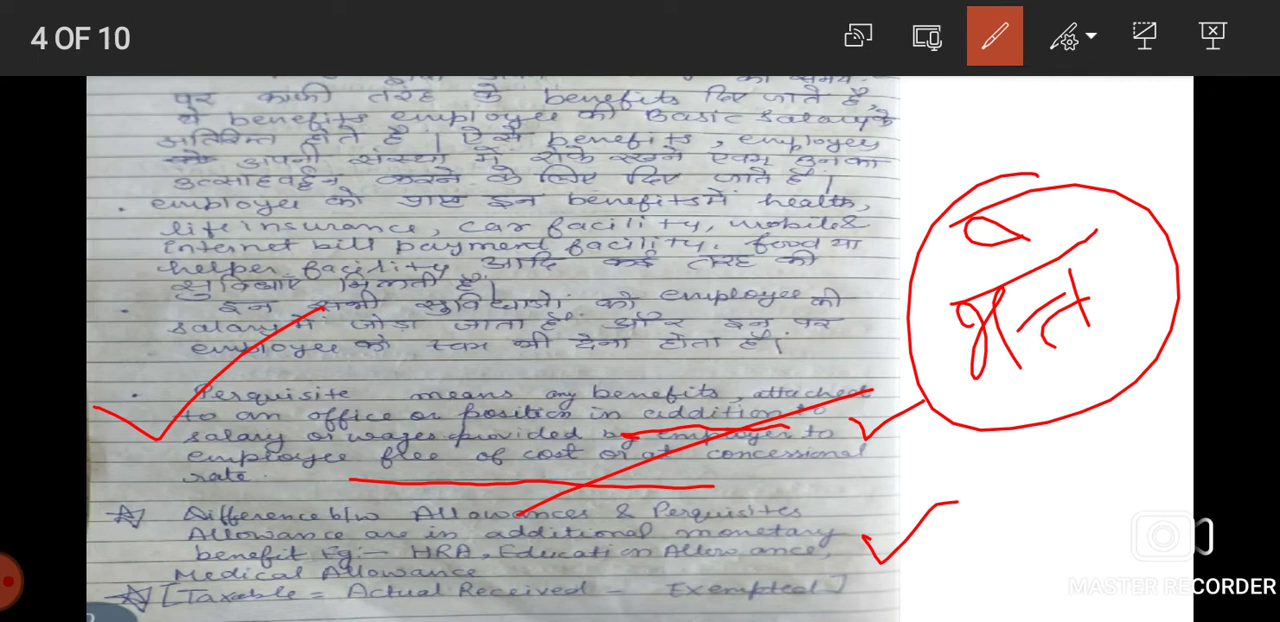 4 OF 10
पर काफी तरह के benefits दिए जाते है,
ये benefits employee की Basic salary के
अतिरिक्त होते है। ऐसे benefits, employee
को अपनी संस्था में रोके रखने एवम उनका
उत्साहवर्द्धन करने के लिए दिए जाते है।
. employee को प्राप्त इन benefits में health,
life insurance, car facility, mobile &
Internet bill payment facility, food या
helper facility आदि कई तरह की
सुविधाए मिलती है।
. इन सभी सुविधाओ को employee की
salary में जोड़ा जाता है और इन पर
employee को टैक्स भी देना होता है।
. Perquisite means any benefits, attached
to an office or position in addition to
salary or wages provided by employer to
employee free of cost or at concessional
rate.
Difference b/w Allowances & Perquisites
Allowance are in additional monetary
benefit Eg:- HRA, Education Allowance,
Medical Allowance
[Taxable = Actual Received - Exempted]
MASTER RECORDER